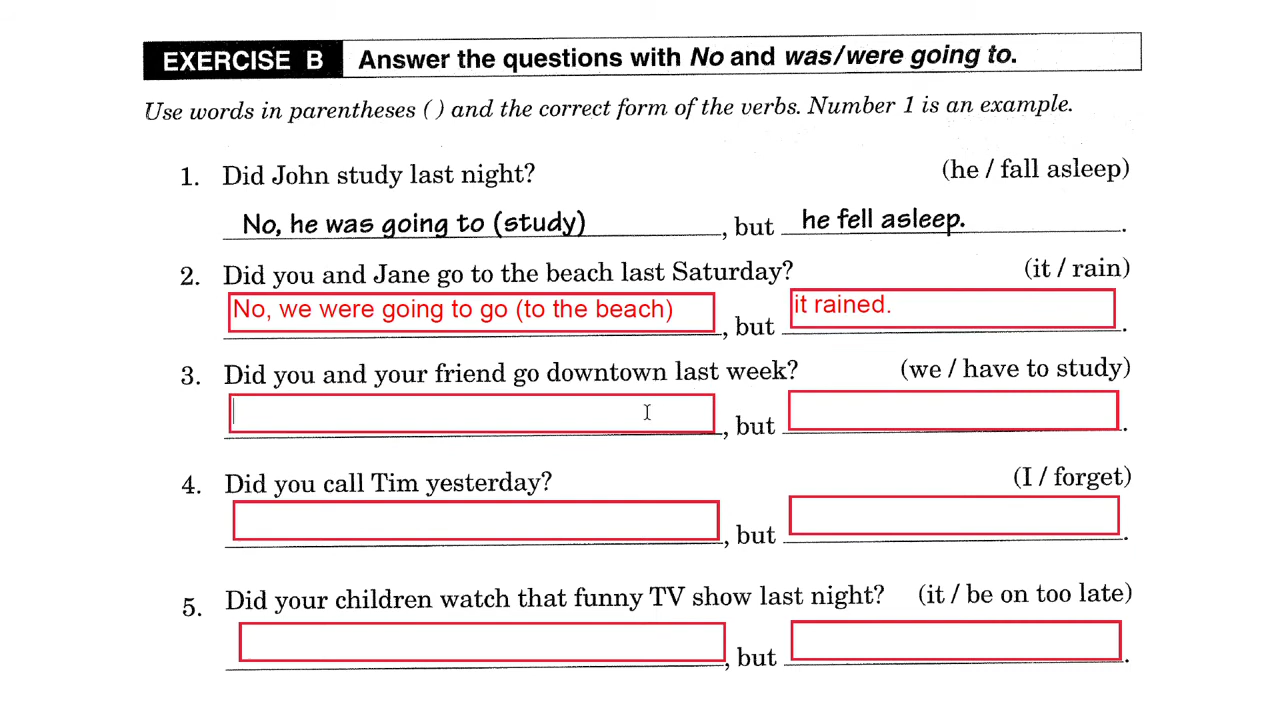 EXERCISE B Answer the questions with No and was/were going to.
Use words in parentheses ( ) and the correct form of the verbs. Number 1 is an example.
1. Did John study last night? (he / fall asleep)
No, he was going to (study) , but he fell asleep. .
2. Did you and Jane go to the beach last Saturday? (it / rain)
No, we were going to go (to the beach) , but it rained. .
3. Did you and your friend go downtown last week? (we / have to study)
, but .
4. Did you call Tim yesterday? (I / forget)
, but .
5. Did your children watch that funny TV show last night? (it / be on too late)
, but .